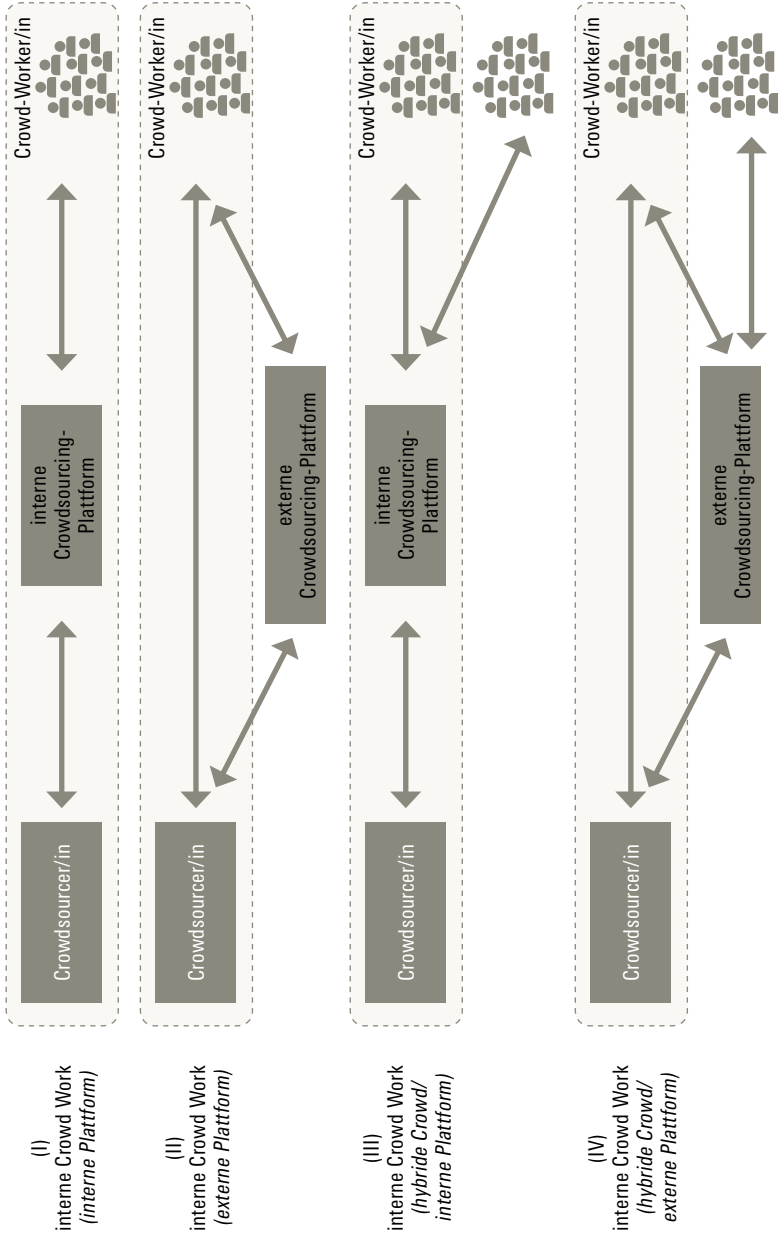 (I)
interne Crowd Work
(interne Plattform)
Crowdsourcer/in
interne
Crowdsourcing-
Plattform
Crowd-Worker/in
(II)
interne Crowd Work
(externe Plattform)
Crowdsourcer/in
externe
Crowdsourcing-Plattform
Crowd-Worker/in
(III)
interne Crowd Work
(hybride Crowd/
interne Plattform)
Crowdsourcer/in
interne
Crowdsourcing-
Plattform
Crowd-Worker/in
(IV)
interne Crowd Work
(hybride Crowd/
externe Plattform)
Crowdsourcer/in
externe
Crowdsourcing-Plattform
Crowd-Worker/in